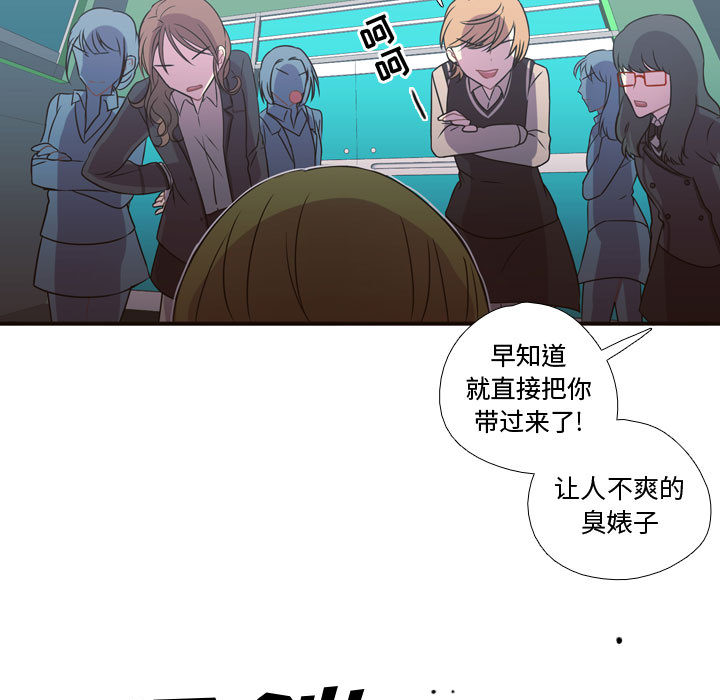 呵呵
早知道
就直接把你
带过来了!
让人不爽的
臭婊子